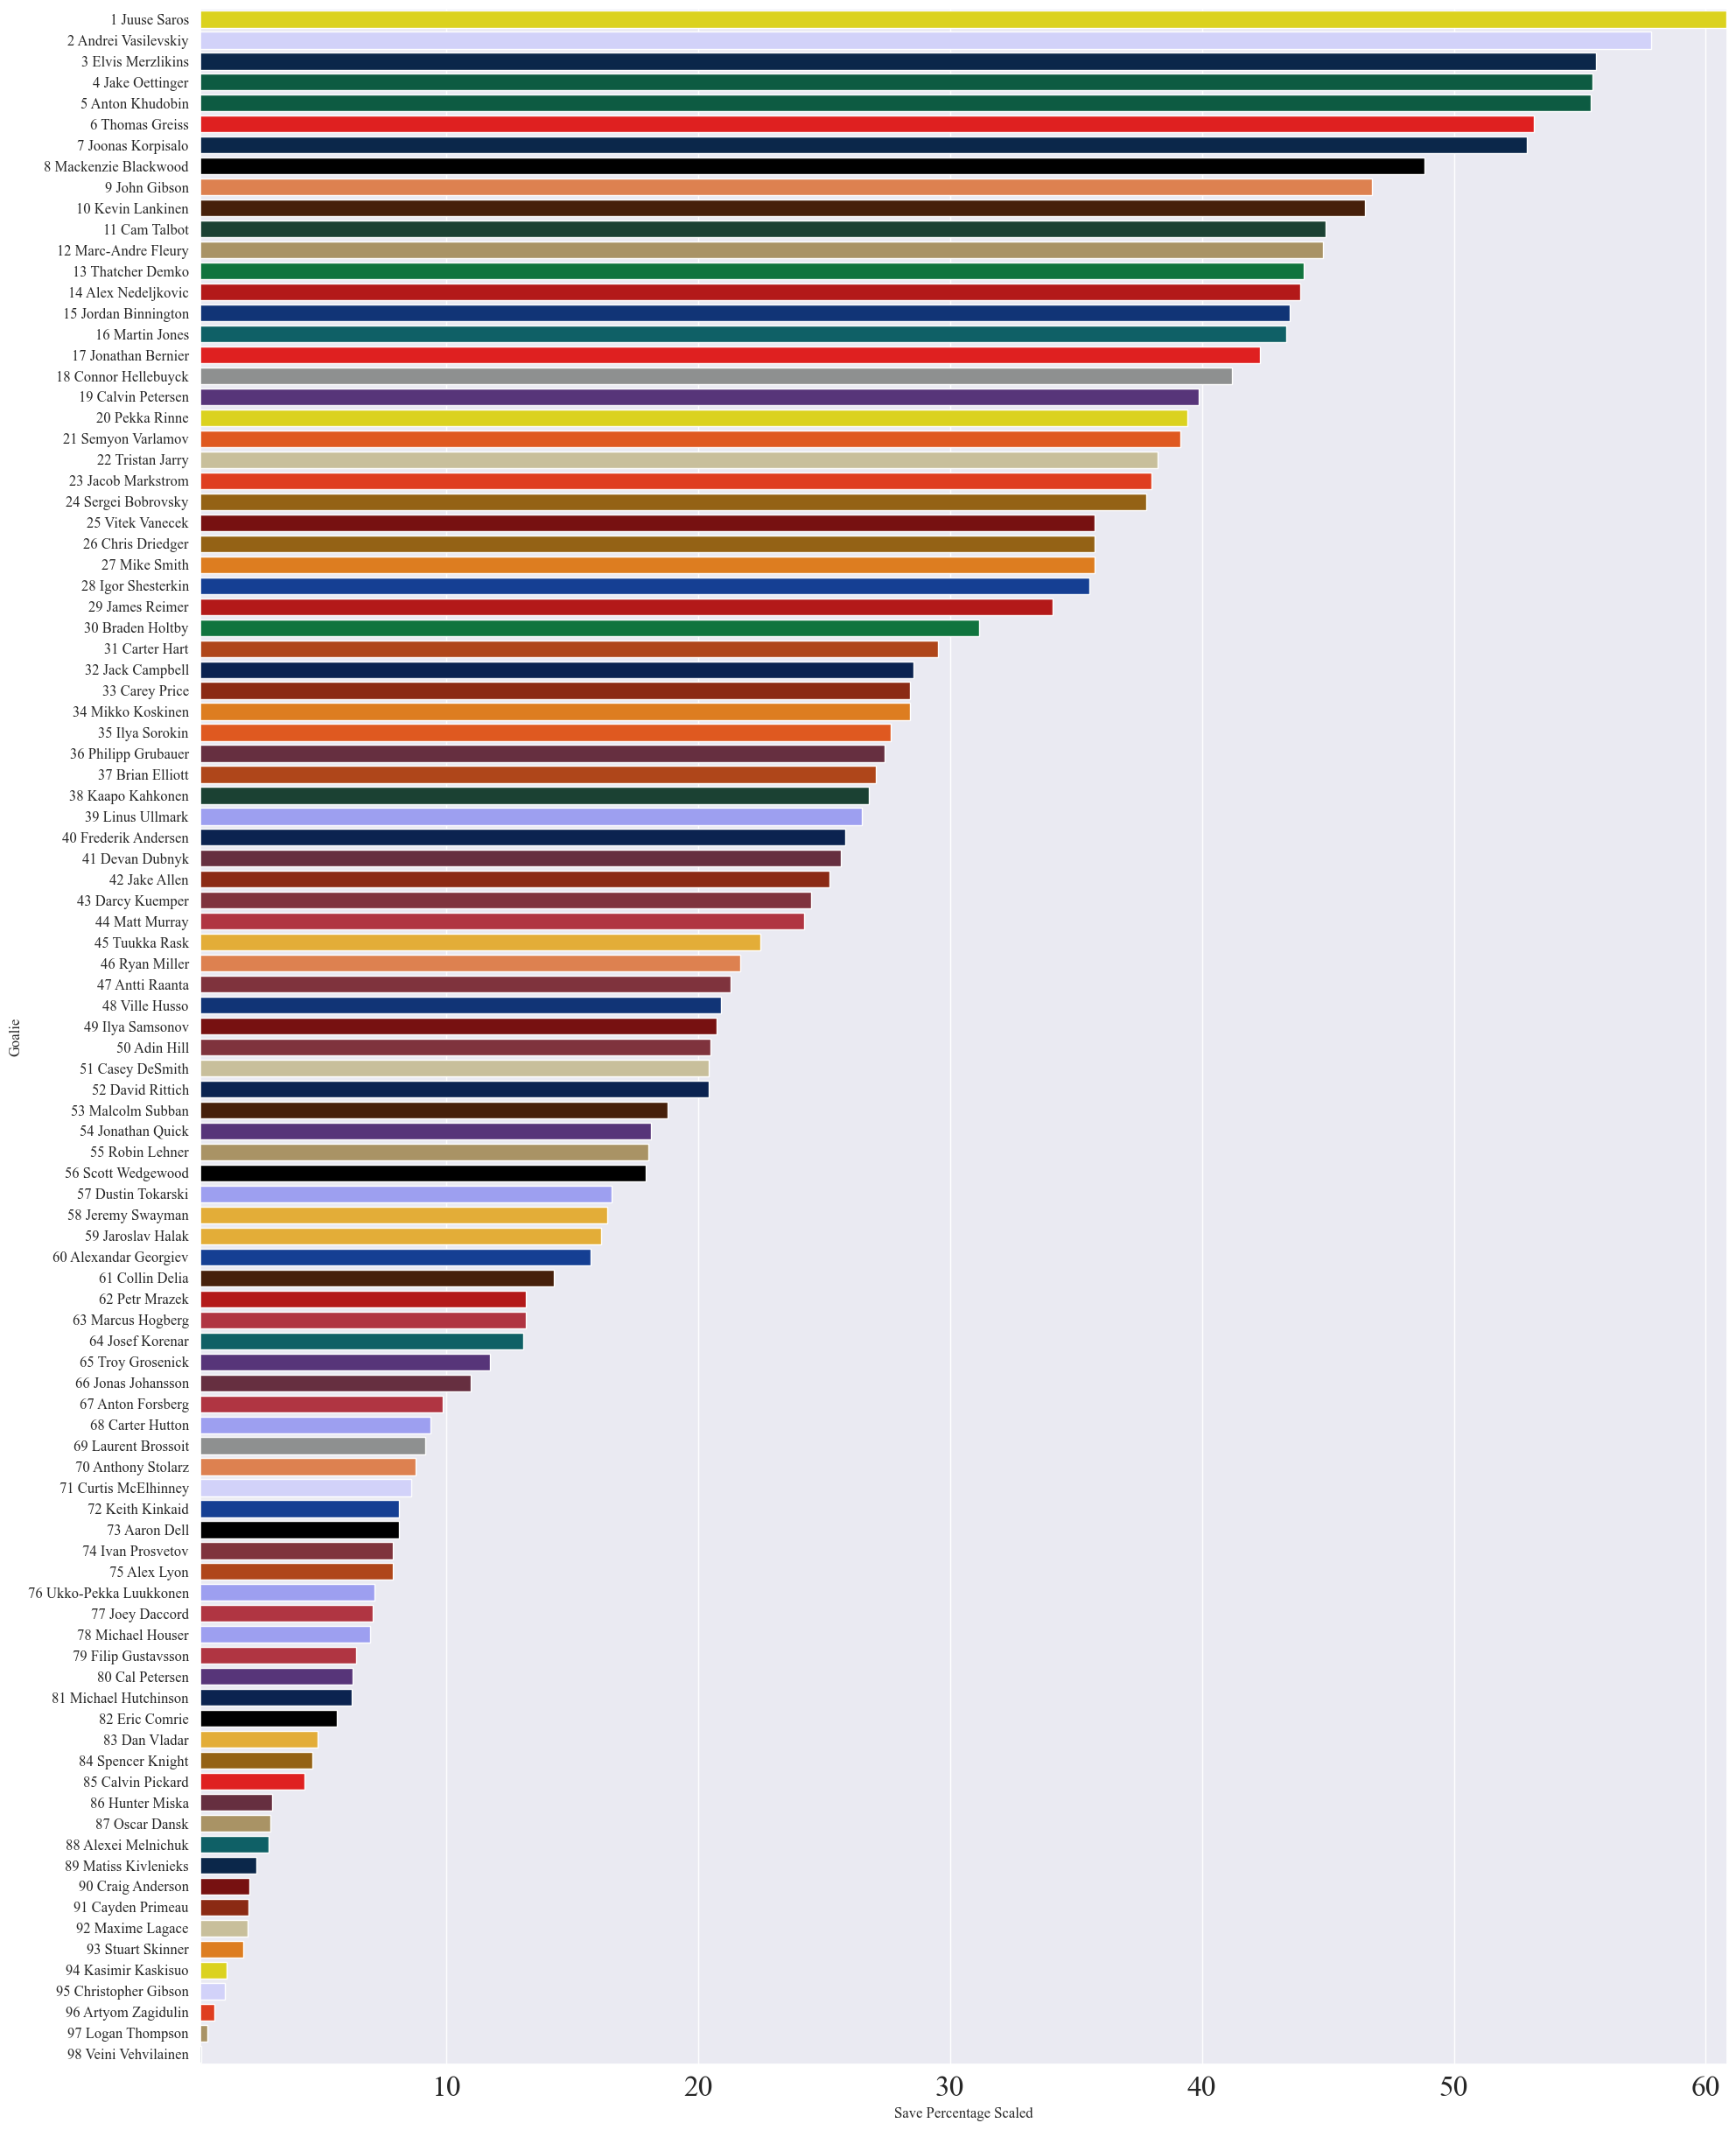 1 Juuse Saros
2 Andrei Vasilevskiy
3 Elvis Merzlikins
4 Jake Oettinger
5 Anton Khudobin
6 Thomas Greiss
7 Joonas Korpisalo
8 Mackenzie Blackwood
9 John Gibson
10 Kevin Lankinen
11 Cam Talbot
12 Marc-Andre Fleury
13 Thatcher Demko
14 Alex Nedeljkovic
15 Jordan Binnington
16 Martin Jones
17 Jonathan Bernier
18 Connor Hellebuyck
19 Calvin Petersen
20 Pekka Rinne
21 Semyon Varlamov
22 Tristan Jarry
23 Jacob Markstrom
24 Sergei Bobrovsky
25 Vitek Vanecek
26 Chris Driedger
27 Mike Smith
28 Igor Shesterkin
29 James Reimer
30 Braden Holtby
31 Carter Hart
32 Jack Campbell
33 Carey Price
34 Mikko Koskinen
35 Ilya Sorokin
36 Philipp Grubauer
37 Brian Elliott
38 Kaapo Kahkonen
39 Linus Ullmark
40 Frederik Andersen
41 Devan Dubnyk
42 Jake Allen
43 Darcy Kuemper
44 Matt Murray
45 Tuukka Rask
46 Ryan Miller
47 Antti Raanta
48 Ville Husso
49 Ilya Samsonov
50 Adin Hill
51 Casey DeSmith
52 David Rittich
53 Malcolm Subban
54 Jonathan Quick
55 Robin Lehner
56 Scott Wedgewood
57 Dustin Tokarski
58 Jeremy Swayman
59 Jaroslav Halak
60 Alexandar Georgiev
61 Collin Delia
62 Petr Mrazek
63 Marcus Hogberg
64 Josef Korenar
65 Troy Grosenick
66 Jonas Johansson
67 Anton Forsberg
68 Carter Hutton
69 Laurent Brossoit
70 Anthony Stolarz
71 Curtis McElhinney
72 Keith Kinkaid
73 Aaron Dell
74 Ivan Prosvetov
75 Alex Lyon
76 Ukko-Pekka Luukkonen
77 Joey Daccord
78 Michael Houser
79 Filip Gustavsson
80 Cal Petersen
81 Michael Hutchinson
82 Eric Comrie
83 Dan Vladar
84 Spencer Knight
85 Calvin Pickard
86 Hunter Miska
87 Oscar Dansk
88 Alexei Melnichuk
89 Matiss Kivlenieks
90 Craig Anderson
91 Cayden Primeau
92 Maxime Lagace
93 Stuart Skinner
94 Kasimir Kaskisuo
95 Christopher Gibson
96 Artyom Zagidulin
97 Logan Thompson
98 Veini Vehvilainen
Goalie
10 20 30 40 50 60
Save Percentage Scaled